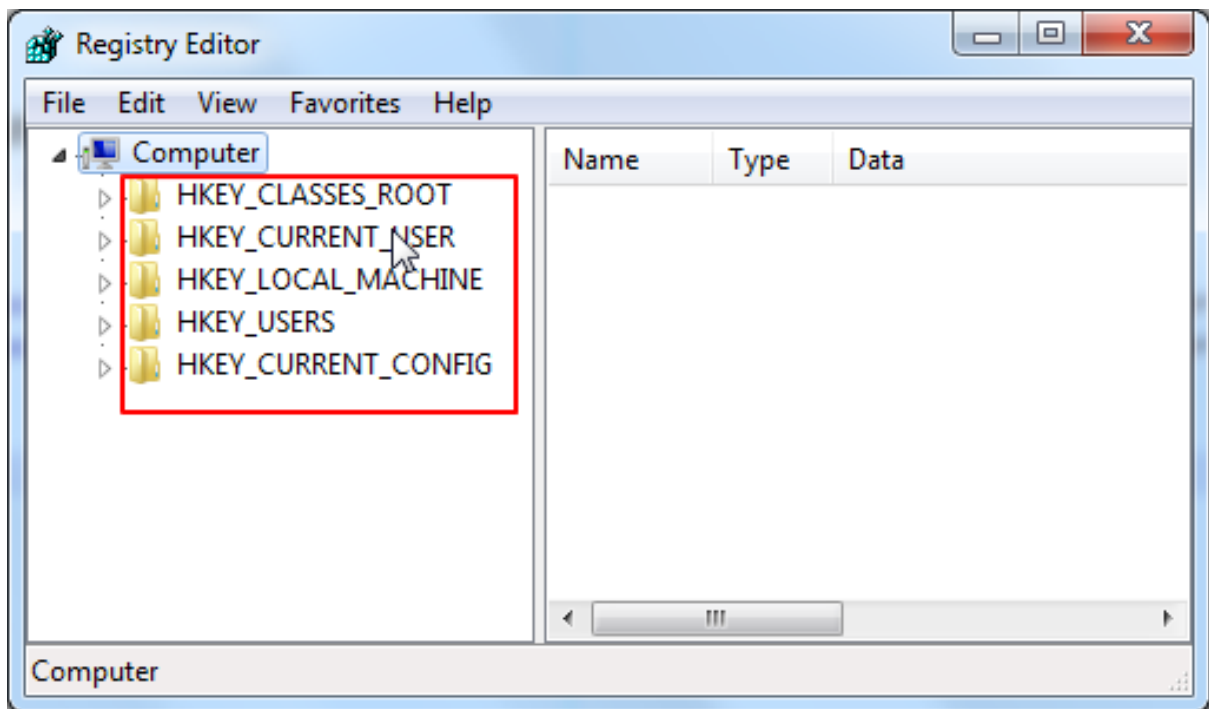 Registry Editor
File Edit View Favorites Help
Computer
HKEY_CLASSES_ROOT
HKEY_CURRENT_USER
HKEY_LOCAL_MACHINE
HKEY_USERS
HKEY_CURRENT_CONFIG
Name Type Data
Computer